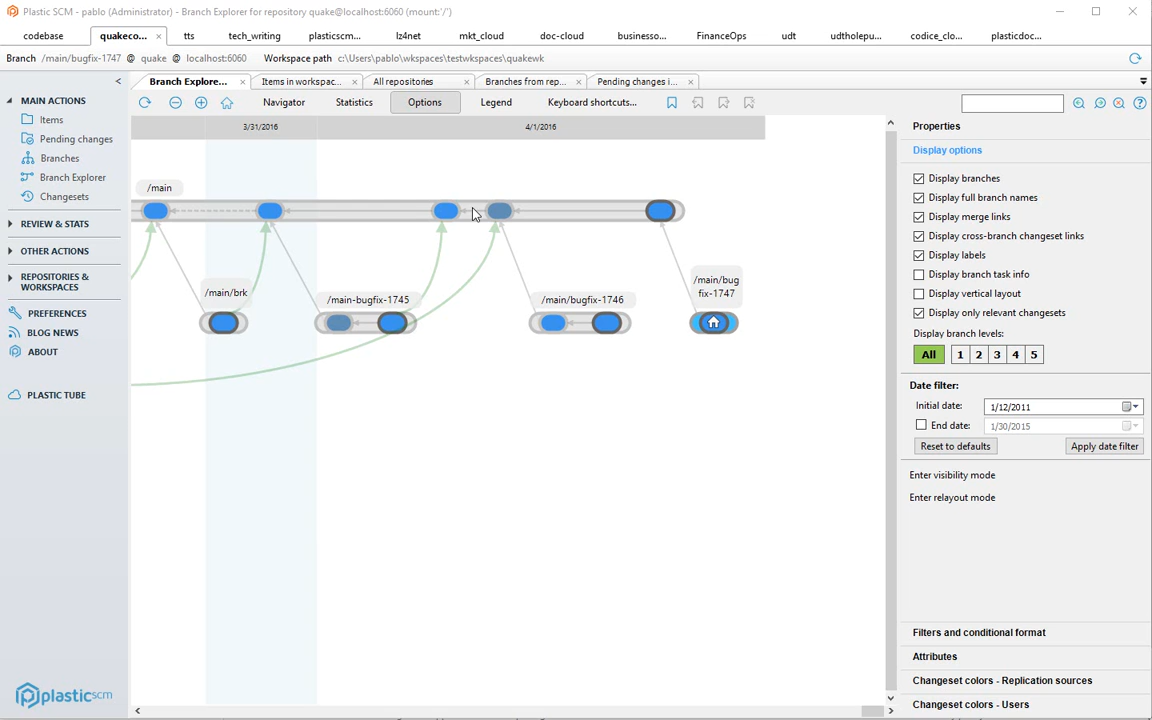 Plastic SCM - pablo (Administrator) - Branch Explorer for repository quake@localhost:6060 (mount:'/')
codebase quakeco... tts tech_writing plasticscm... lz4net mkt_cloud doc-cloud businesso... FinanceOps udt udtholepu... codice_clo... plasticdoc...
Branch /main/bugfix-1747 @ quake @ localhost:6060 Workspace path c:\Users\pablo\wkspaces\testwkspaces\quakewk
Branch Explore... Items in workspac... All repositories Branches from rep... Pending changes i...
Navigator Statistics Options Legend Keyboard shortcuts...
MAIN ACTIONS
Items
Pending changes
Branches
Branch Explorer
Changesets
REVIEW & STATS
OTHER ACTIONS
REPOSITORIES &
WORKSPACES
PREFERENCES
BLOG NEWS
ABOUT
PLASTIC TUBE
plasticscm
3/31/2016 4/1/2016
/main
/main/brk
/main-bugfix-1745
/main/bugfix-1746
/main/bug
fix-1747
Properties
Display options
Display branches
Display full branch names
Display merge links
Display cross-branch changeset links
Display labels
Display branch task info
Display vertical layout
Display only relevant changesets
Display branch levels:
All 1 2 3 4 5
Date filter:
Initial date: 1/12/2011
End date: 1/30/2015
Reset to defaults Apply date filter
Enter visibility mode
Enter relayout mode
Filters and conditional format
Attributes
Changeset colors - Replication sources
Changeset colors - Users